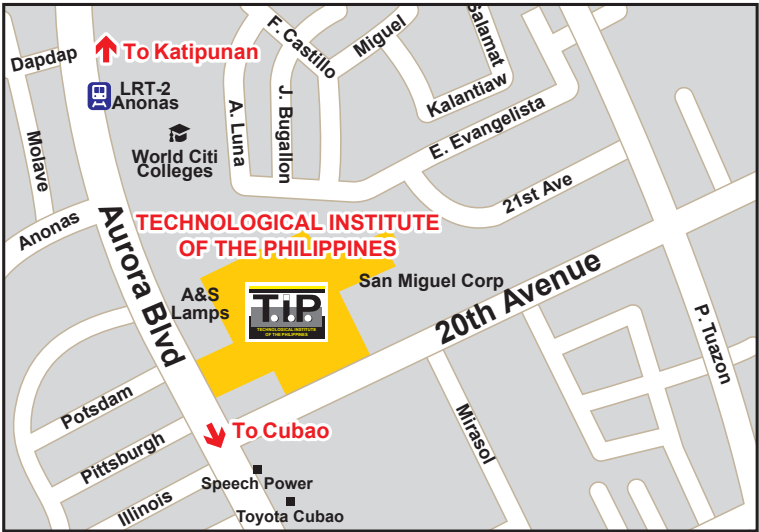 Dapdap
To Katipunan
F. Castillo
Miguel
Salamat
LRT-2
Anonas
Molave
World Citi
Colleges
A. Luna
J. Bugallon
Kalantiaw
E. Evangelista
21st Ave
Anonas
Aurora Blvd
TECHNOLOGICAL INSTITUTE
OF THE PHILIPPINES
A&S
Lamps
TiP
TECHNOLOGICAL INSTITUTE
OF THE PHILIPPINES
San Miguel Corp
20th Avenue
P. Tuazon
Potsdam
Pittsburgh
Illinois
To Cubao
Mirasol
Speech Power
Toyota Cubao